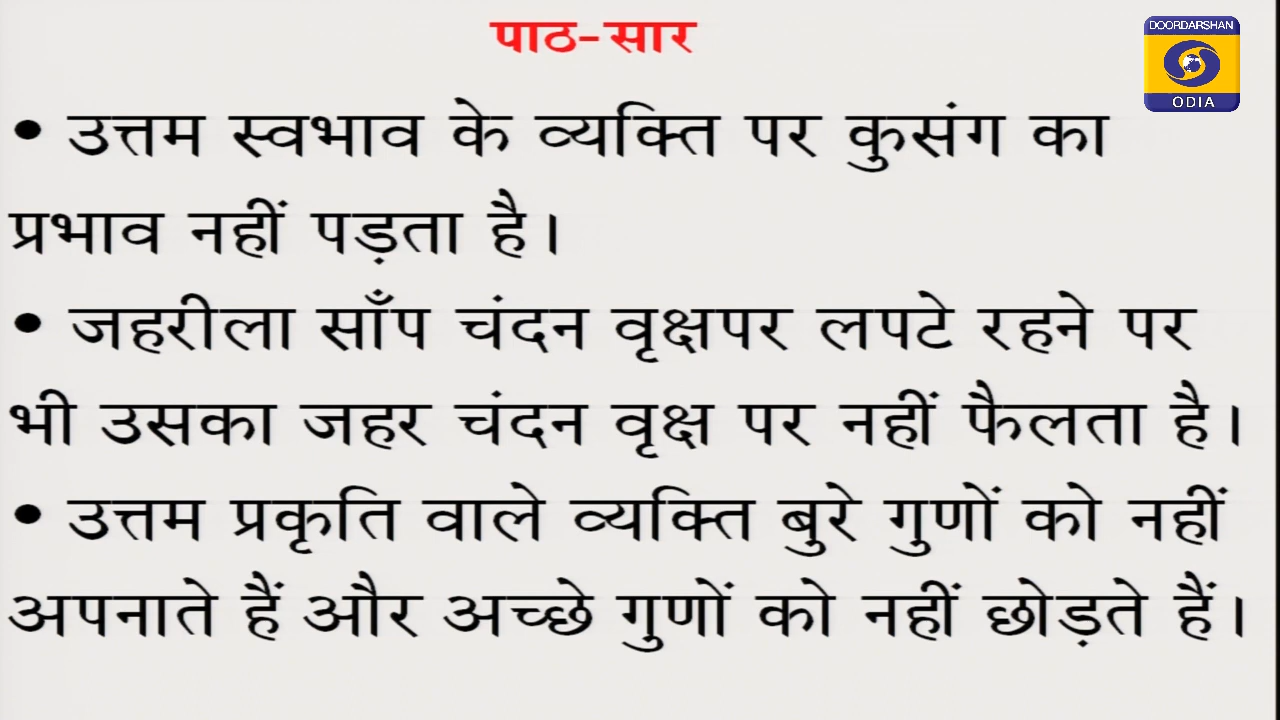 पाठ-सार
DOORDARSHAN
ODIA
• उत्तम स्वभाव के व्यक्ति पर कुसंग का
प्रभाव नहीं पड़ता है।
• जहरीला साँप चंदन वृक्षपर लपटे रहने पर
भी उसका जहर चंदन वृक्ष पर नहीं फैलता है।
• उत्तम प्रकृति वाले व्यक्ति बुरे गुणों को नहीं
अपनाते हैं और अच्छे गुणों को नहीं छोड़ते हैं।